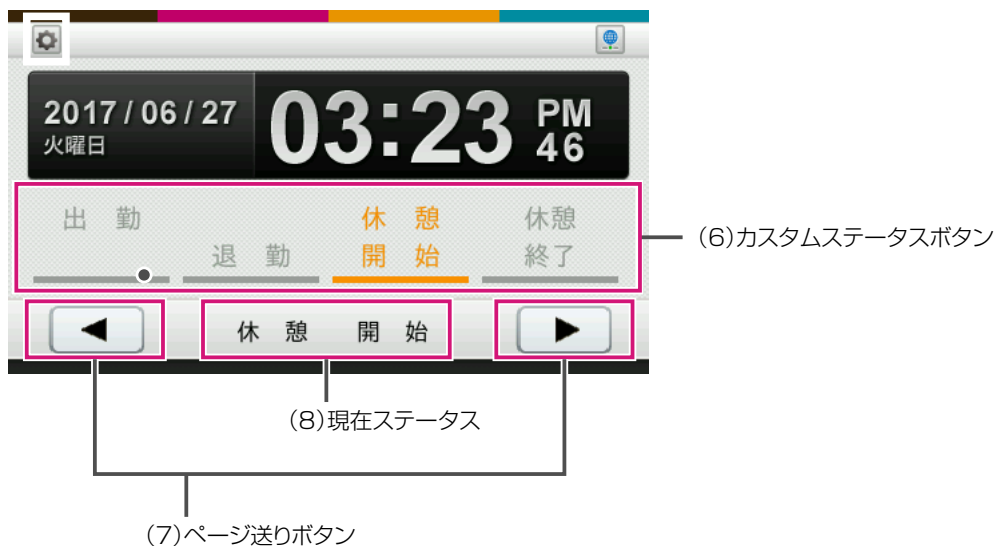 2017 / 06 / 27
火曜日
03:23
PM
46
出 勤
退 勤
休 憩
開 始
休憩
終了
(6)カスタムステータスボタン
◀
休 憩 開 始
▶
(8)現在ステータス
(7)ページ送りボタン